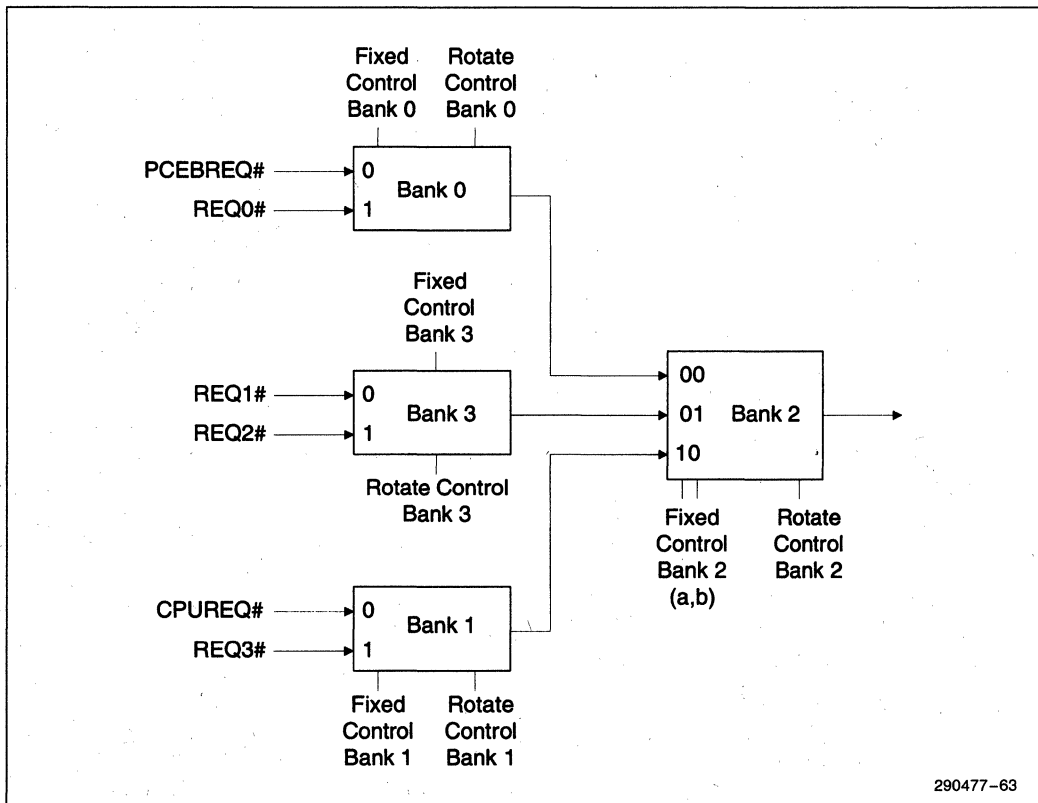 Fixed
Control
Bank 0
Rotate
Control
Bank 0
PCEBREQ#
REQ0#
0
1
Bank 0
Fixed
Control
Bank 3
REQ1#
REQ2#
0
1
Bank 3
Rotate Control
Bank 3
00
01
10
Bank 2
Fixed
Control
Bank 2
(a,b)
Rotate
Control
Bank 2
CPUREQ#
REQ3#
0
1
Bank 1
Fixed
Control
Bank 1
Rotate
Control
Bank 1
290477–63